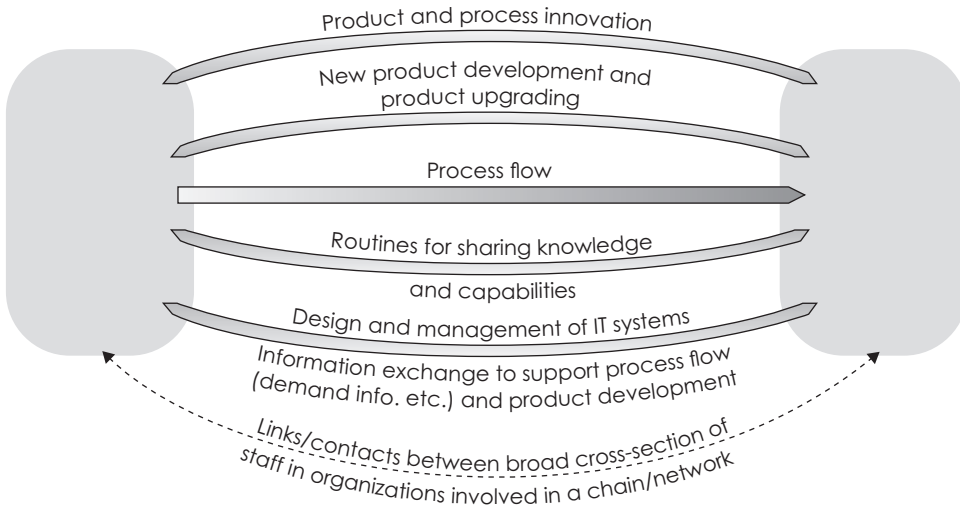 Product and process innovation
New product development and
product upgrading
Process flow
Routines for sharing knowledge
and capabilities
Design and management of IT systems
Information exchange to support process flow
(demand info. etc.) and product development
Links/contacts between broad cross-section of
staff in organizations involved in a chain/network